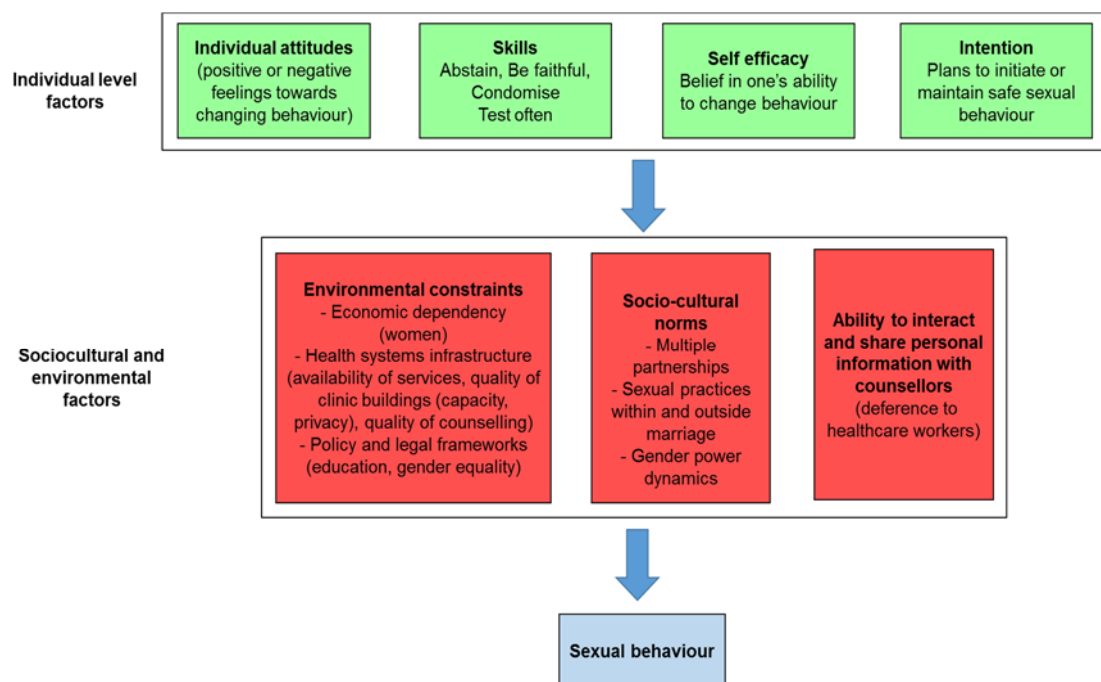 Individual level
factors
Individual attitudes
(positive or negative
feelings towards
changing behaviour)
Skills
Abstain, Be faithful,
Condomise
Test often
Self efficacy
Belief in one's ability
to change behaviour
Intention
Plans to initiate or
maintain safe sexual
behaviour
Sociocultural and
environmental
factors
Environmental constraints
- Economic dependency
(women)
- Health systems infrastructure
(availability of services, quality of
clinic buildings (capacity,
privacy), quality of counselling)
- Policy and legal frameworks
(education, gender equality)
Socio-cultural
norms
- Multiple
partnerships
- Sexual practices
within and outside
marriage
- Gender power
dynamics
Ability to interact
and share personal
information with
counsellors
(deference to
healthcare workers)
Sexual behaviour